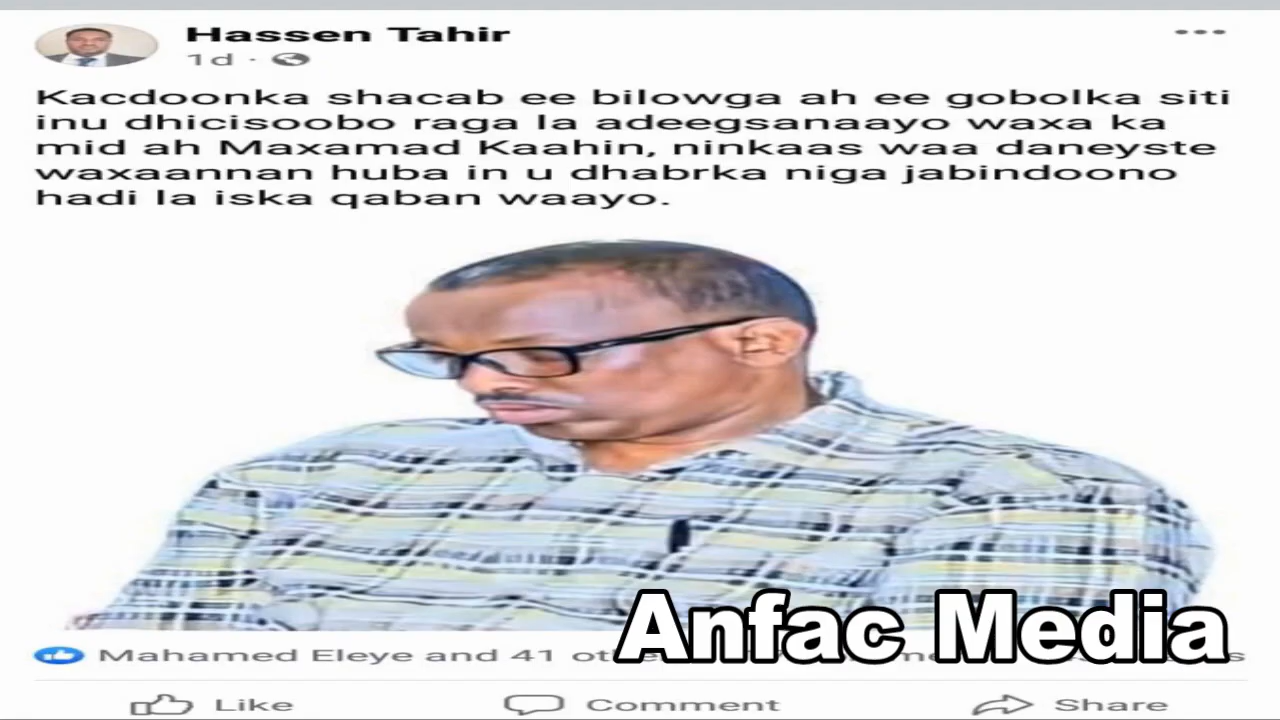 Hassen Tahir
1d
Kacdoonka shacab ee bilowga ah ee gobolka siti
inu dhicisoobo raga la adeegsanaayo waxa ka
mid ah Maxamad Kaahin, ninkaas waa daneyste
waxaannan huba in u dhabrka niga jabindoono
hadi la iska qaban waayo.
Mahamed Eleye and 41
Anfac Media
Like Comment Share